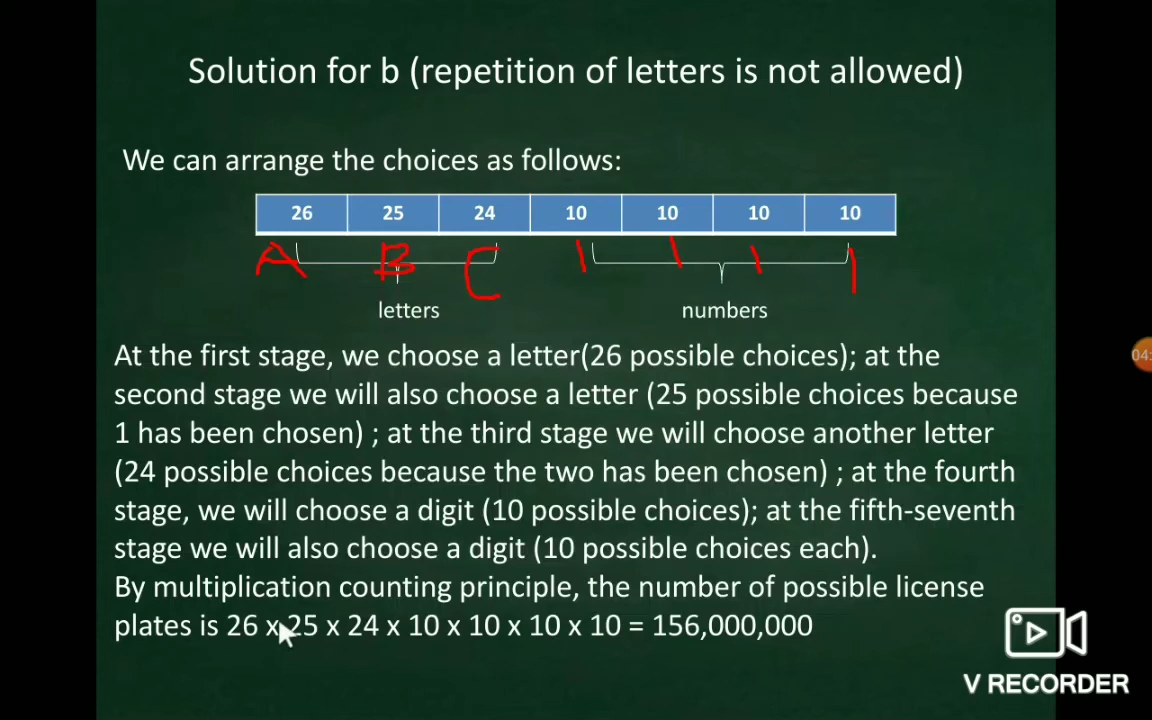 Solution for b (repetition of letters is not allowed)
We can arrange the choices as follows:
26 25 24 10 10 10 10
A B C 1 1 1 1
letters numbers
At the first stage, we choose a letter(26 possible choices); at the
second stage we will also choose a letter (25 possible choices because
1 has been chosen) ; at the third stage we will choose another letter
(24 possible choices because the two has been chosen) ; at the fourth
stage, we will choose a digit (10 possible choices); at the fifth-seventh
stage we will also choose a digit (10 possible choices each).
By multiplication counting principle, the number of possible license
plates is 26 x 25 x 24 x 10 x 10 x 10 x 10 = 156,000,000
V RECORDER